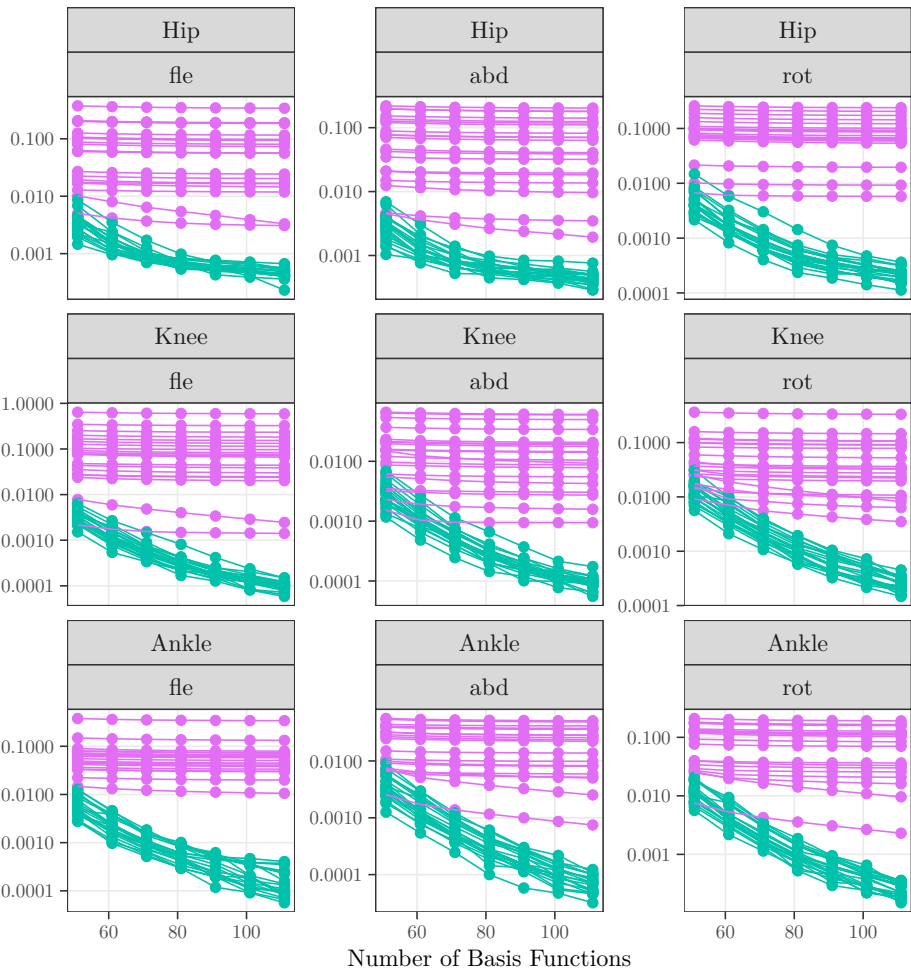 Hip Hip Hip
fle abd rot
0.100 0.100 0.1000
0.010 0.010 0.0100
0.001 0.001 0.0010
0.0001
Knee Knee Knee
fle abd rot
1.0000
0.1000 0.0100 0.1000
0.0100 0.0010 0.0100
0.0010 0.0001 0.0010
0.0001 0.0001
Ankle Ankle Ankle
fle abd rot
0.1000 0.0100 0.100
0.0100 0.0010 0.010
0.0010 0.0001 0.001
0.0001
60 80 100 60 80 100 60 80 100
Number of Basis Functions